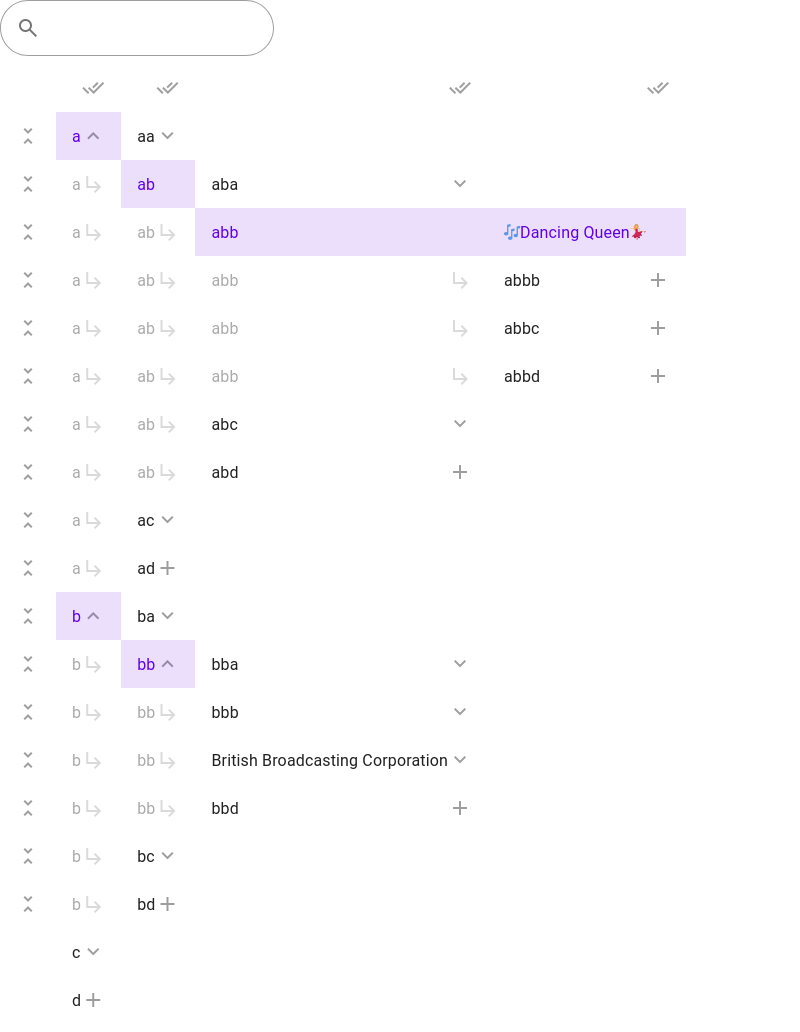 a aa
a ab aba
a ab abb 🎶Dancing Queen💃
a ab abb abbb
a ab abb abbc
a ab abb abbd
a ab abc
a ab abd
a ac
a ad
b ba
b bb bba
b bb bbb
b bb British Broadcasting Corporation
b bb bbd
b bc
b bd
c
d